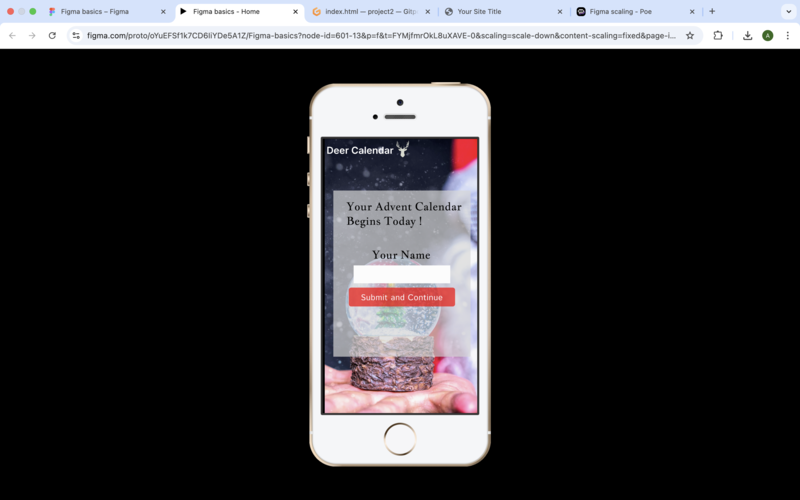 Figma basics – Figma
Figma basics - Home
index.html — project2 — Gitp
Your Site Title
Figma scaling - Poe
figma.com/proto/oYuEFSf1k7CD6IiYDe5A1Z/Figma-basics?node-id=601-13&p=f&t=FYMjfmrOkL8uXAVE-0&scaling=scale-down&content-scaling=fixed&page-i...
A
Deer Calendar
Your Advent Calendar
Begins Today !
Your Name
Submit and Continue